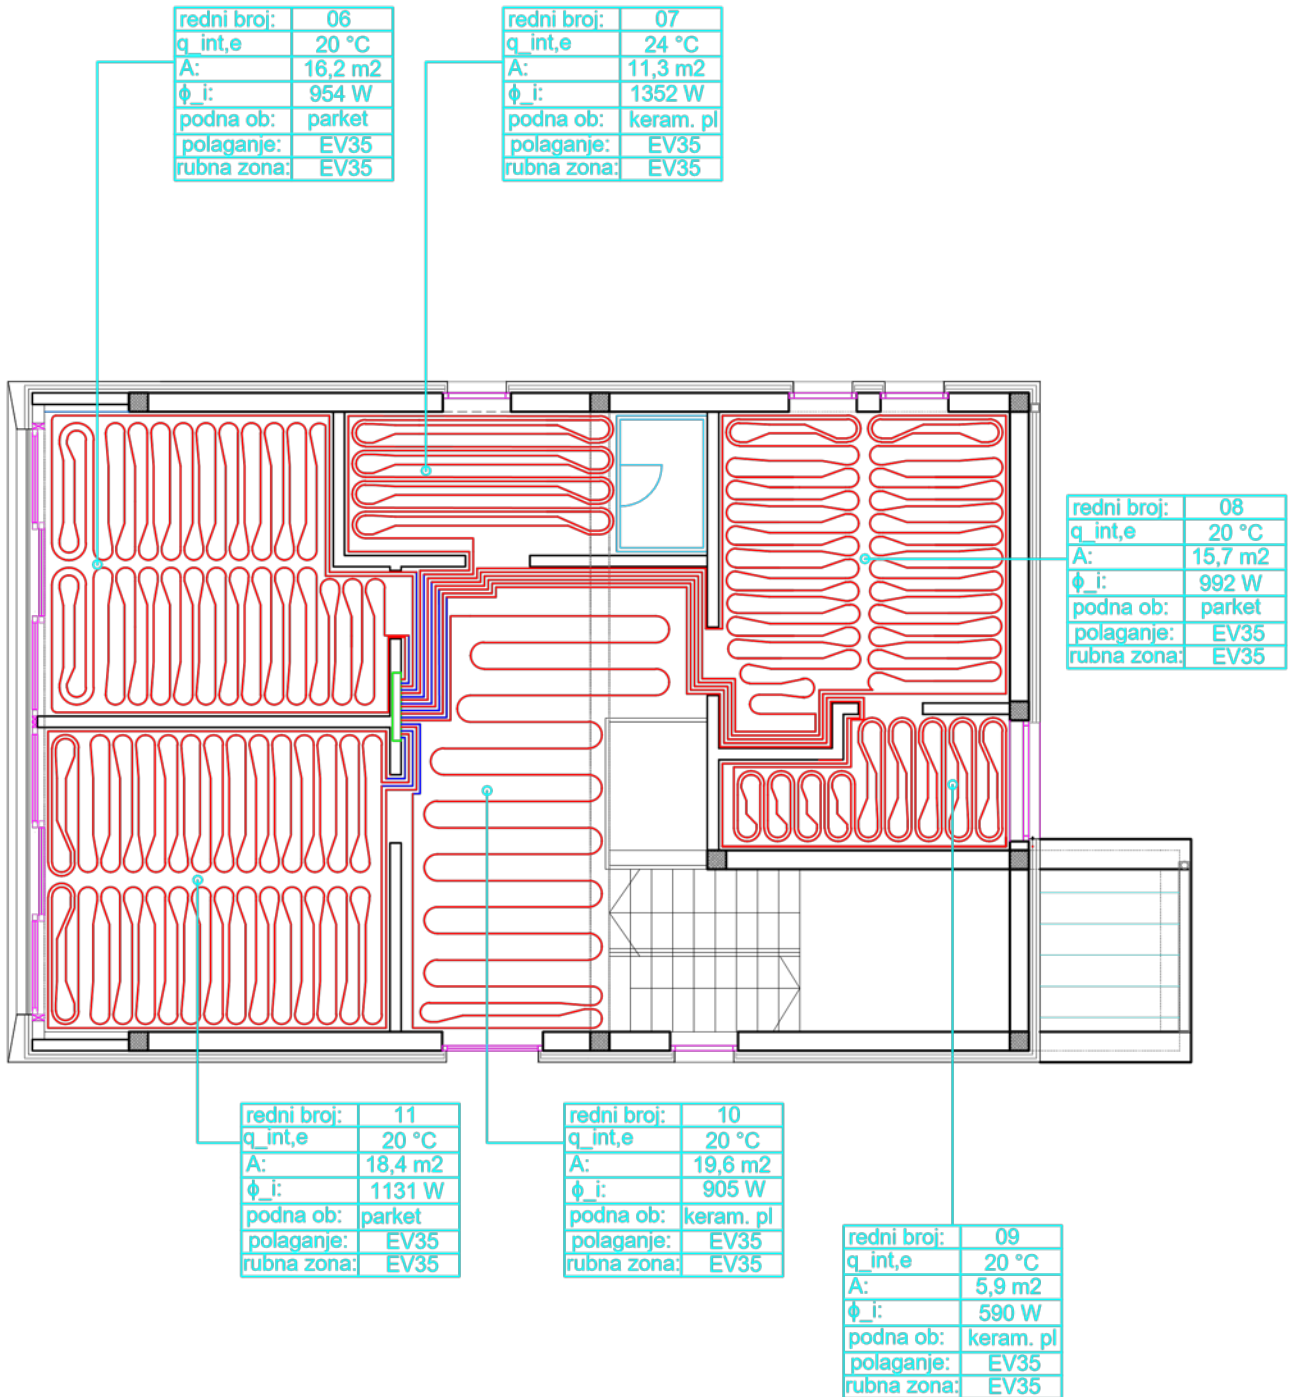 redni broj: 06
q_int,e 20 °C
A: 16,2 m2
ϕ_i: 954 W
podna ob: parket
polaganje: EV35
rubna zona: EV35
redni broj: 07
q_int,e 24 °C
A: 11,3 m2
ϕ_i: 1352 W
podna ob: keram. pl
polaganje: EV35
rubna zona: EV35
redni broj: 08
q_int,e 20 °C
A: 15,7 m2
ϕ_i: 992 W
podna ob: parket
polaganje: EV35
rubna zona: EV35
redni broj: 11
q_int,e 20 °C
A: 18,4 m2
ϕ_i: 1131 W
podna ob: parket
polaganje: EV35
rubna zona: EV35
redni broj: 10
q_int,e 20 °C
A: 19,6 m2
ϕ_i: 905 W
podna ob: keram. pl
polaganje: EV35
rubna zona: EV35
redni broj: 09
q_int,e 20 °C
A: 5,9 m2
ϕ_i: 590 W
podna ob: keram. pl
polaganje: EV35
rubna zona: EV35